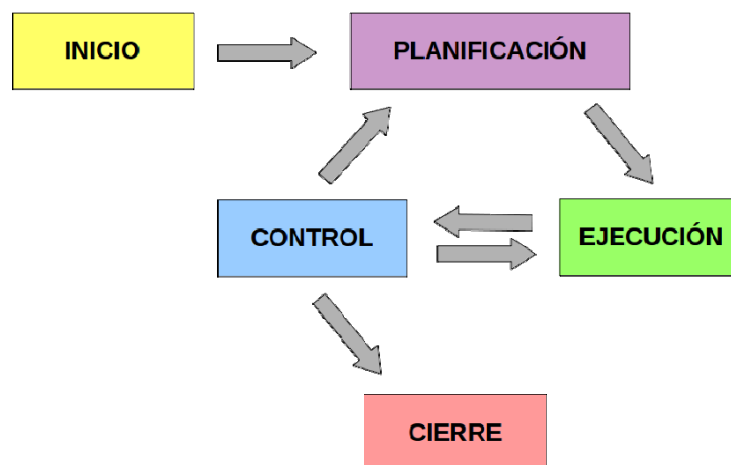 INICIO
PLANIFICACIÓN
CONTROL
EJECUCIÓN
CIERRE